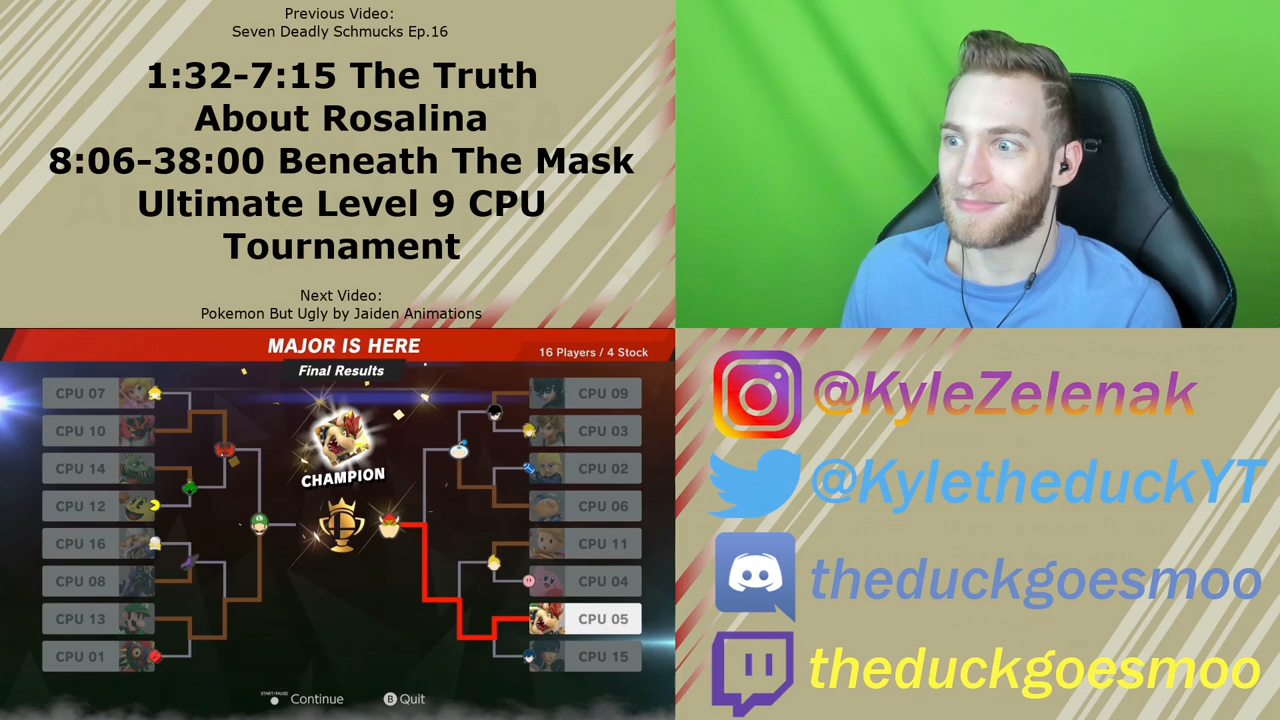 Previous Video:
Seven Deadly Schmucks Ep.16
1:32-7:15 The Truth
About Rosalina
8:06-38:00 Beneath The Mask
Ultimate Level 9 CPU
Tournament
Next Video:
Pokemon But Ugly by Jaiden Animations
MAJOR IS HERE
16 Players / 4 Stock
Final Results
CPU 07
CPU 10
CPU 14
CPU 12
CPU 16
CPU 08
CPU 13
CPU 01
CHAMPION
CPU 09
CPU 03
CPU 02
CPU 06
CPU 11
CPU 04
CPU 05
CPU 15
START/PAUSE
Continue
B Quit
@KyleZelenak
@KyletheduckYT
theduckgoesmoo
theduckgoesmoo